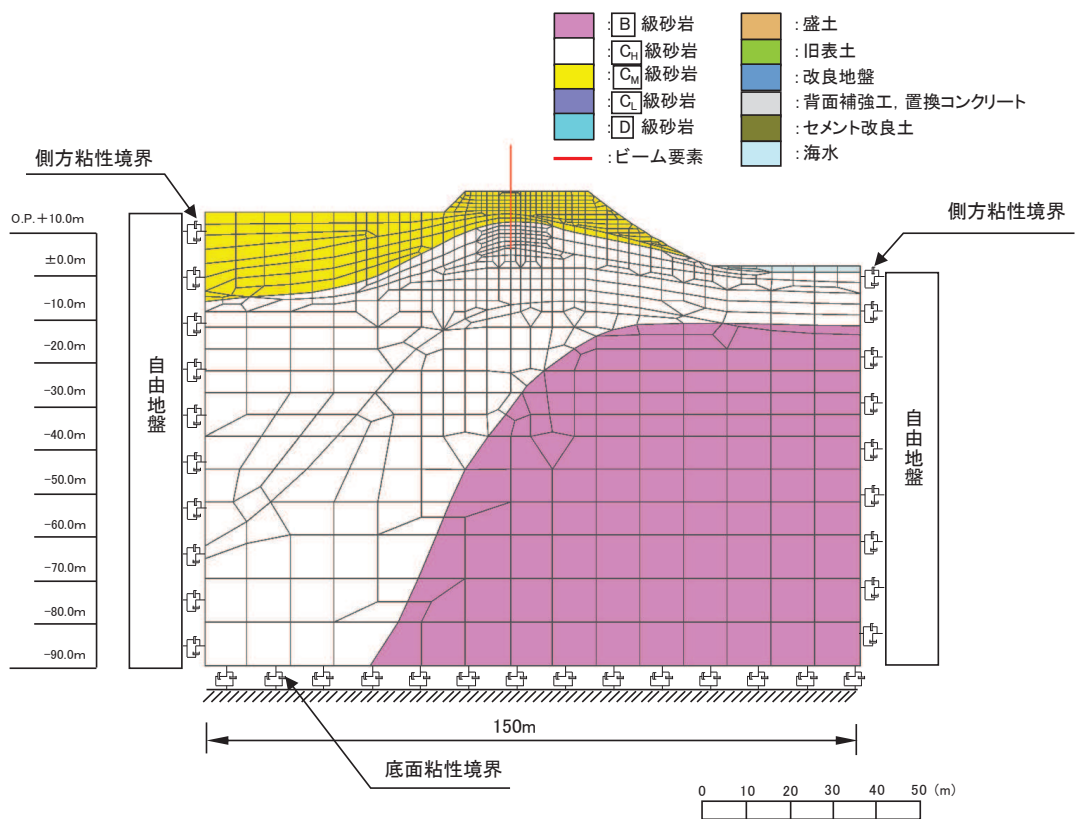 : B 級砂岩
: CH 級砂岩
: CM 級砂岩
: CL 級砂岩
: D 級砂岩
:ビーム要素
: 盛土
: 旧表土
: 改良地盤
: 背面補強工, 置換コンクリート
: セメント改良土
: 海水
側方粘性境界
側方粘性境界
O.P.+10.0m
±0.0m
-10.0m
-20.0m
-30.0m
-40.0m
-50.0m
-60.0m
-70.0m
-80.0m
-90.0m
自由地盤
自由地盤
150m
底面粘性境界
0 10 20 30 40 50 (m)